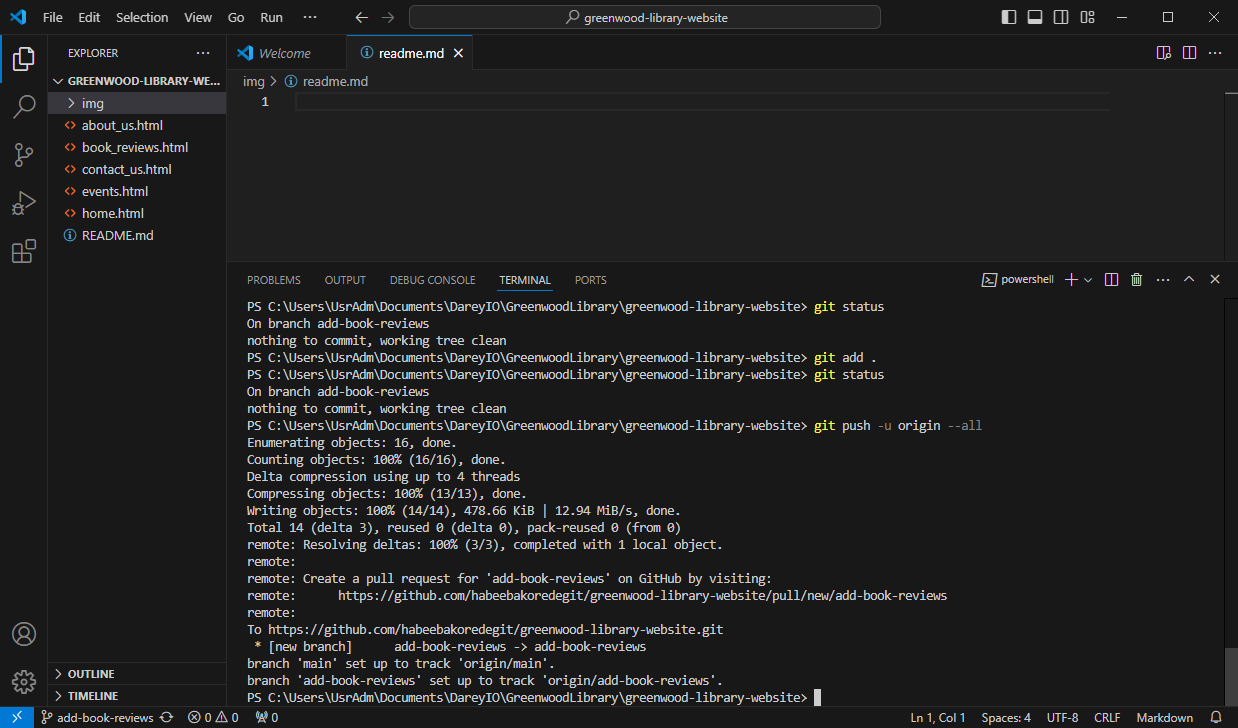 File Edit Selection View Go Run ··· greenwood-library-website
EXPLORER ···
GREENWOOD-LIBRARY-WE...
img
about_us.html
book_reviews.html
contact_us.html
events.html
home.html
README.md
OUTLINE
TIMELINE
Welcome readme.md
img > readme.md
1
PROBLEMS OUTPUT DEBUG CONSOLE TERMINAL PORTS powershell
PS C:\Users\UsrAdm\Documents\DareyIO\GreenwoodLibrary\greenwood-library-website> git status
On branch add-book-reviews
nothing to commit, working tree clean
PS C:\Users\UsrAdm\Documents\DareyIO\GreenwoodLibrary\greenwood-library-website> git add .
PS C:\Users\UsrAdm\Documents\DareyIO\GreenwoodLibrary\greenwood-library-website> git status
On branch add-book-reviews
nothing to commit, working tree clean
PS C:\Users\UsrAdm\Documents\DareyIO\GreenwoodLibrary\greenwood-library-website> git push -u origin --all
Enumerating objects: 16, done.
Counting objects: 100% (16/16), done.
Delta compression using up to 4 threads
Compressing objects: 100% (13/13), done.
Writing objects: 100% (14/14), 478.66 KiB | 12.94 MiB/s, done.
Total 14 (delta 3), reused 0 (delta 0), pack-reused 0 (from 0)
remote: Resolving deltas: 100% (3/3), completed with 1 local object.
remote:
remote: Create a pull request for 'add-book-reviews' on GitHub by visiting:
remote:      https://github.com/habeebakoredegit/greenwood-library-website/pull/new/add-book-reviews
remote:
To https://github.com/habeebakoredegit/greenwood-library-website.git
 * [new branch]      add-book-reviews -> add-book-reviews
branch 'main' set up to track 'origin/main'.
branch 'add-book-reviews' set up to track 'origin/add-book-reviews'.
PS C:\Users\UsrAdm\Documents\DareyIO\GreenwoodLibrary\greenwood-library-website>
add-book-reviews 0 0 0 Ln 1, Col 1 Spaces: 4 UTF-8 CRLF Markdown